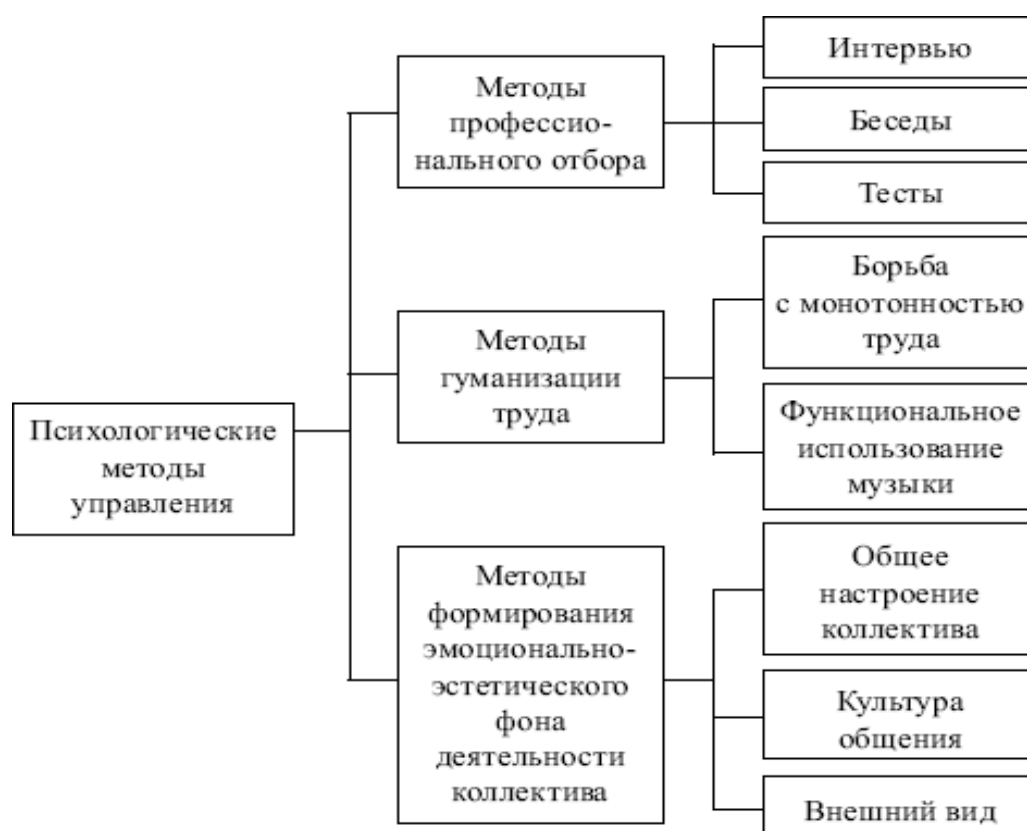 Психологические
методы
управления
Методы
профессио-
нального отбора
Интервью
Беседы
Тесты
Методы
гуманизации
труда
Борьба
с монотонностью
труда
Функциональное
использование
музыки
Методы
формирования
эмоционально-
эстетического
фона
деятельности
коллектива
Общее
настроение
коллектива
Культура
общения
Внешний вид